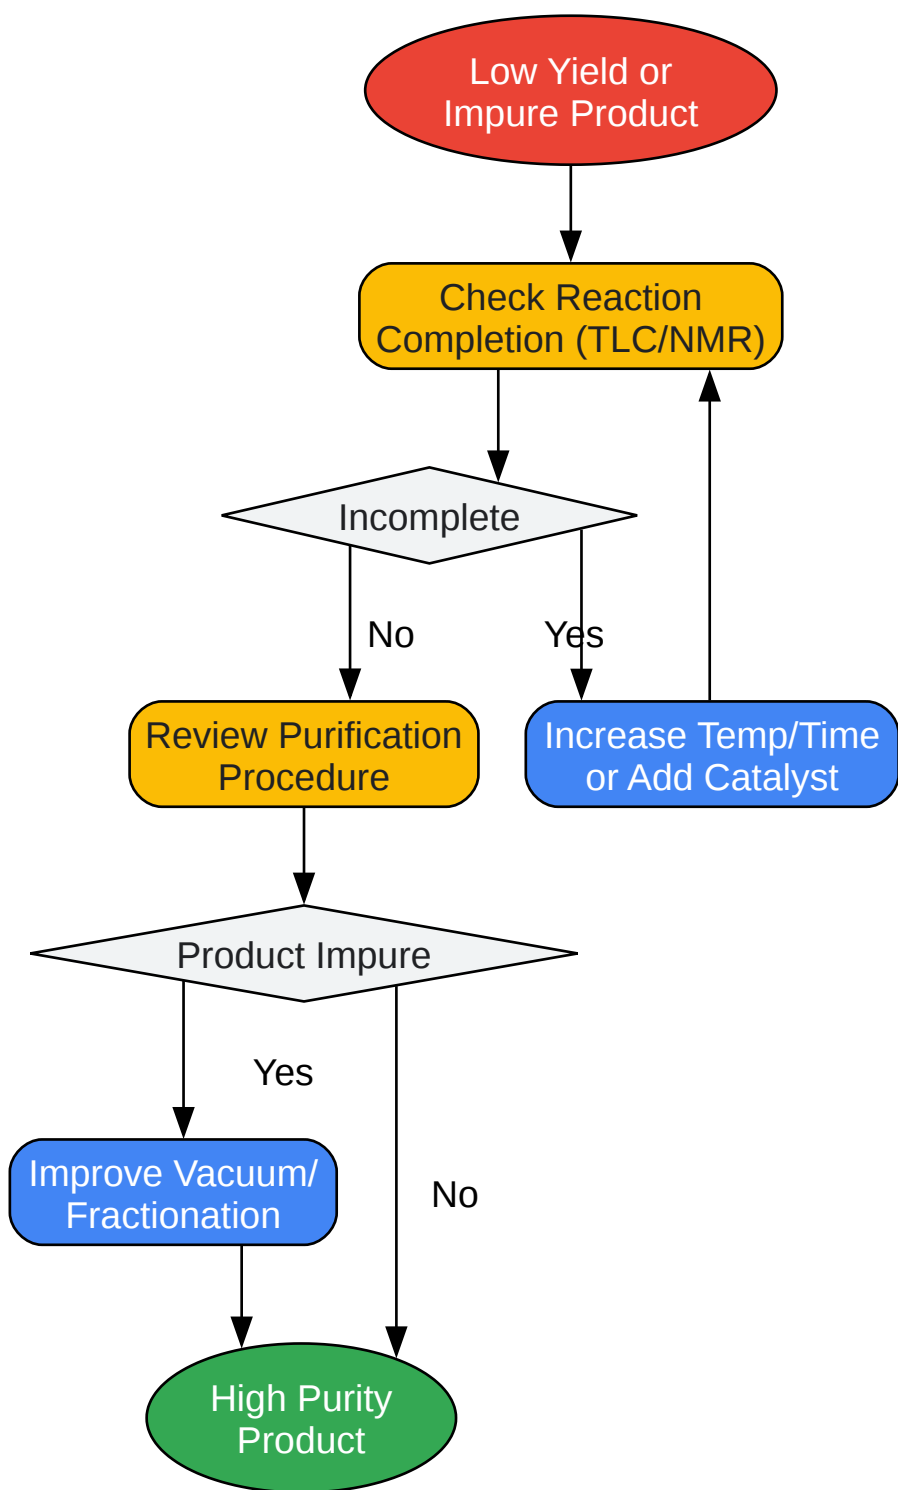 Low Yield or
Impure Product
Check Reaction
Completion (TLC/NMR)
Incomplete
No
Yes
Review Purification
Procedure
Increase Temp/Time
or Add Catalyst
Product Impure
Yes
Improve Vacuum/
Fractionation
No
High Purity
Product